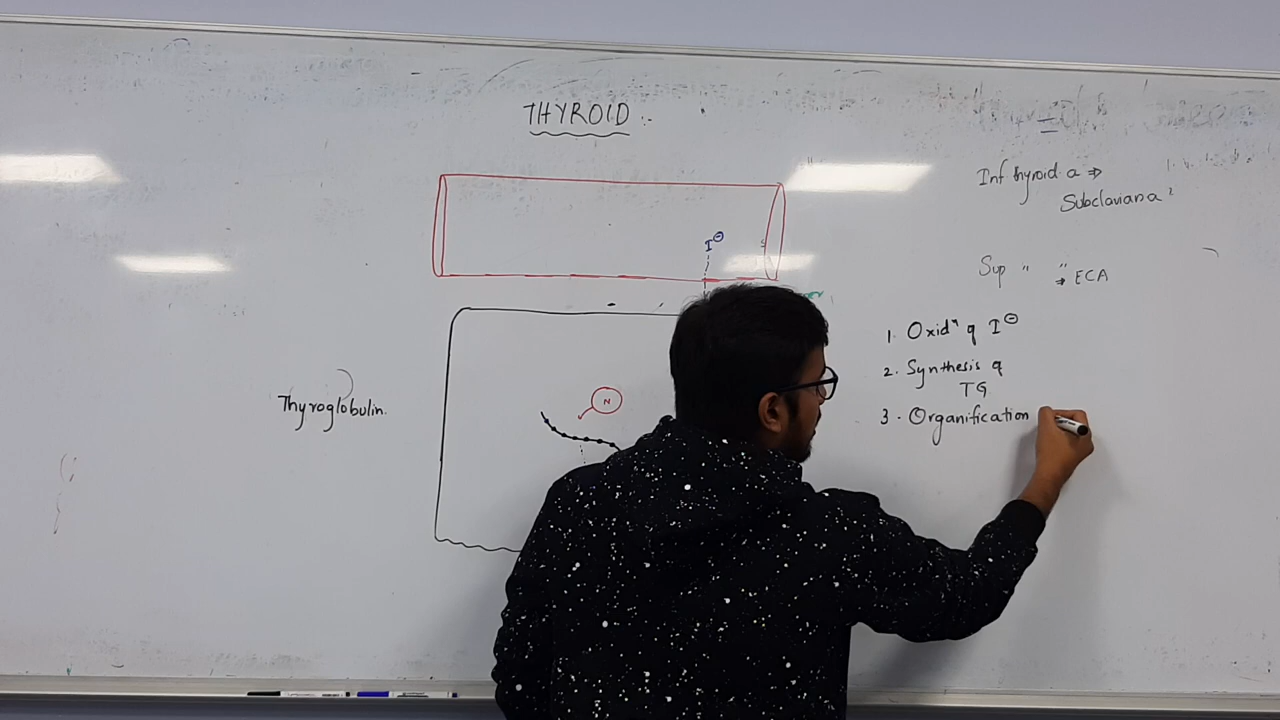 THYROID :-
Inf thyroid a ⇒
Subclavian a
I⊖
Sup " " ⇒ ECA
1. Oxidⁿ of I⊖
2. Synthesis of
TG
3. Organification
N
Thyroglobulin.